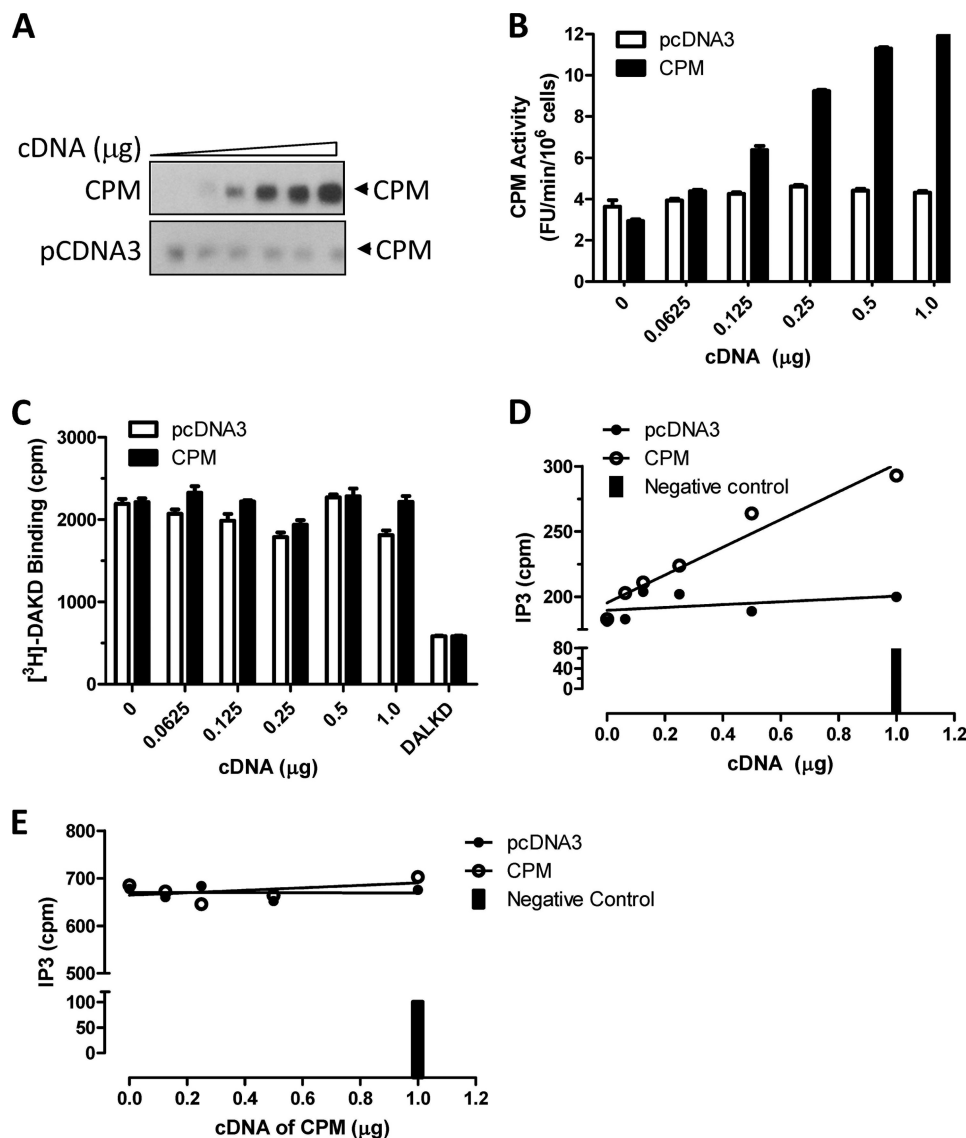 A
cDNA (µg)
CPM
CPM
pCDNA3
CPM
B
pcDNA3
CPM
CPM Activity
(FU/min/10⁶ cells)
12
10
8
6
4
2
0
0
0.0625
0.125
0.25
0.5
1.0
cDNA (µg)
C
pcDNA3
CPM
[³H]-DAKD Binding (cpm)
3000
2000
1000
0
0
0.0625
0.125
0.25
0.5
1.0
DALKD
cDNA (µg)
D
pcDNA3
CPM
Negative control
IP3 (cpm)
300
200
80
40
0
0.0
0.2
0.4
0.6
0.8
1.0
1.2
cDNA (µg)
E
pcDNA3
CPM
Negative Control
IP3 (cpm)
800
700
600
500
100
50
0
0.0
0.2
0.4
0.6
0.8
1.0
1.2
cDNA of CPM (µg)